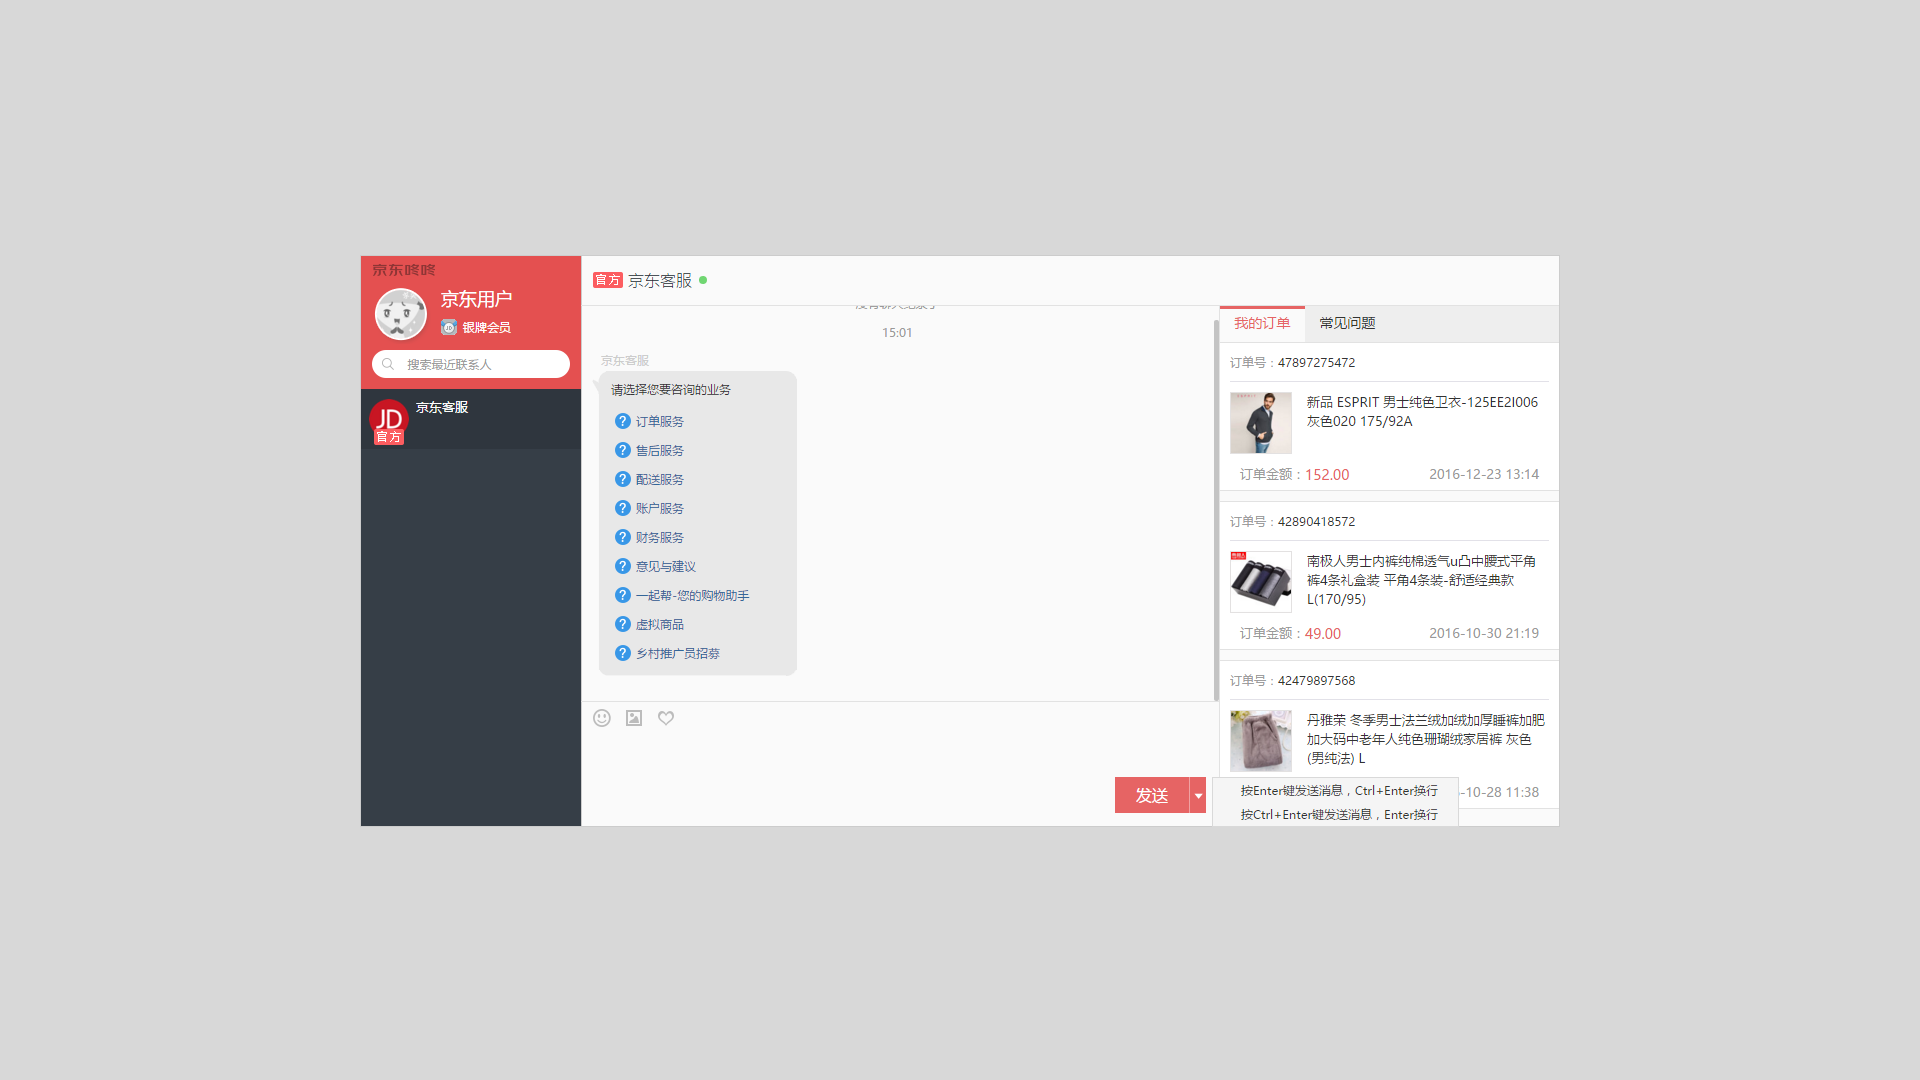 京东咚咚
京东用户
银牌会员
搜索最近联系人
JD
官方
京东客服
官方 京东客服
15:01
京东客服
请选择您要咨询的业务
? 订单服务
? 售后服务
? 配送服务
? 账户服务
? 财务服务
? 意见与建议
? 一起帮-您的购物助手
? 虚拟商品
? 乡村推广员招募
发送
按Enter键发送消息，Ctrl+Enter换行
按Ctrl+Enter键发送消息，Enter换行
我的订单 常见问题
订单号：47897275472
ESPRIT
新品 ESPRIT 男士纯色卫衣-125EE2I006
灰色020 175/92A
订单金额：152.00 2016-12-23 13:14
订单号：42890418572
南极人男士内裤纯棉透气u凸中腰式平角
裤4条礼盒装 平角4条装-舒适经典款
L(170/95)
订单金额：49.00 2016-10-30 21:19
订单号：42479897568
丹雅荣 冬季男士法兰绒加绒加厚睡裤加肥
加大码中老年人纯色珊瑚绒家居裤 灰色
(男纯法) L
-10-28 11:38